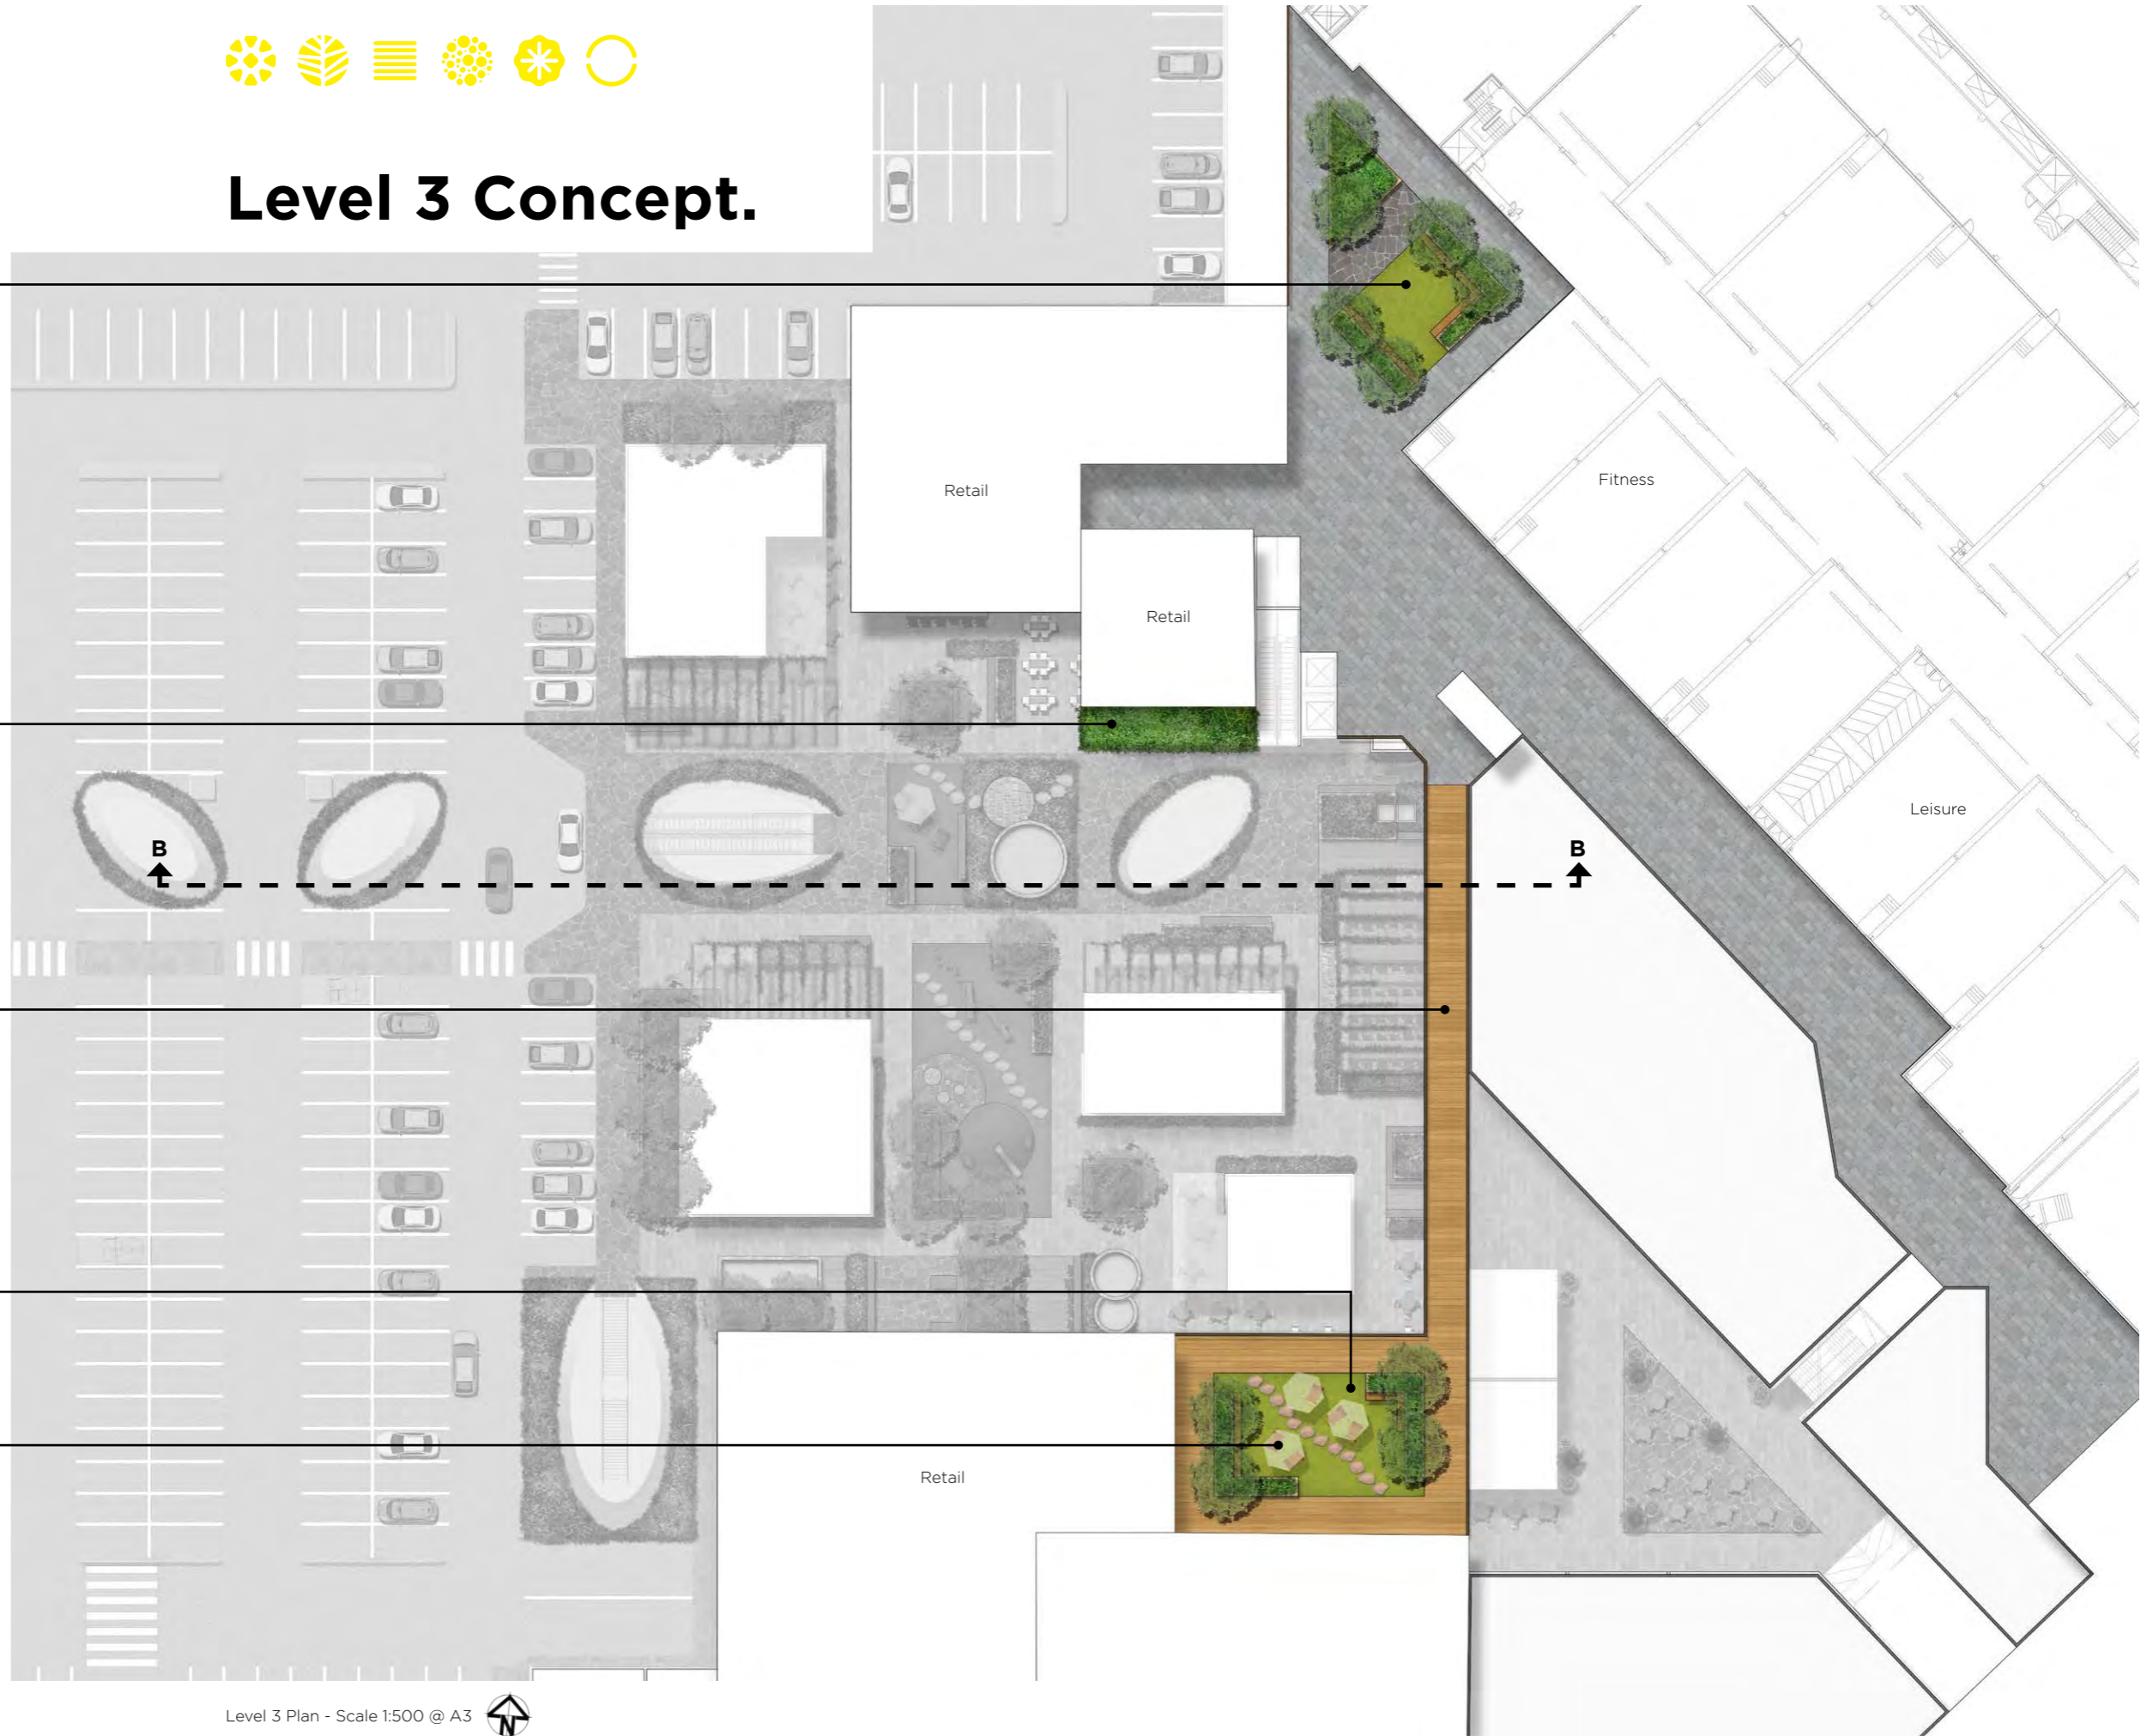 Level 3 Concept.
Retail
Fitness
Retail
Leisure
B
B
Retail
Level 3 Plan - Scale 1:500 @ A3
N